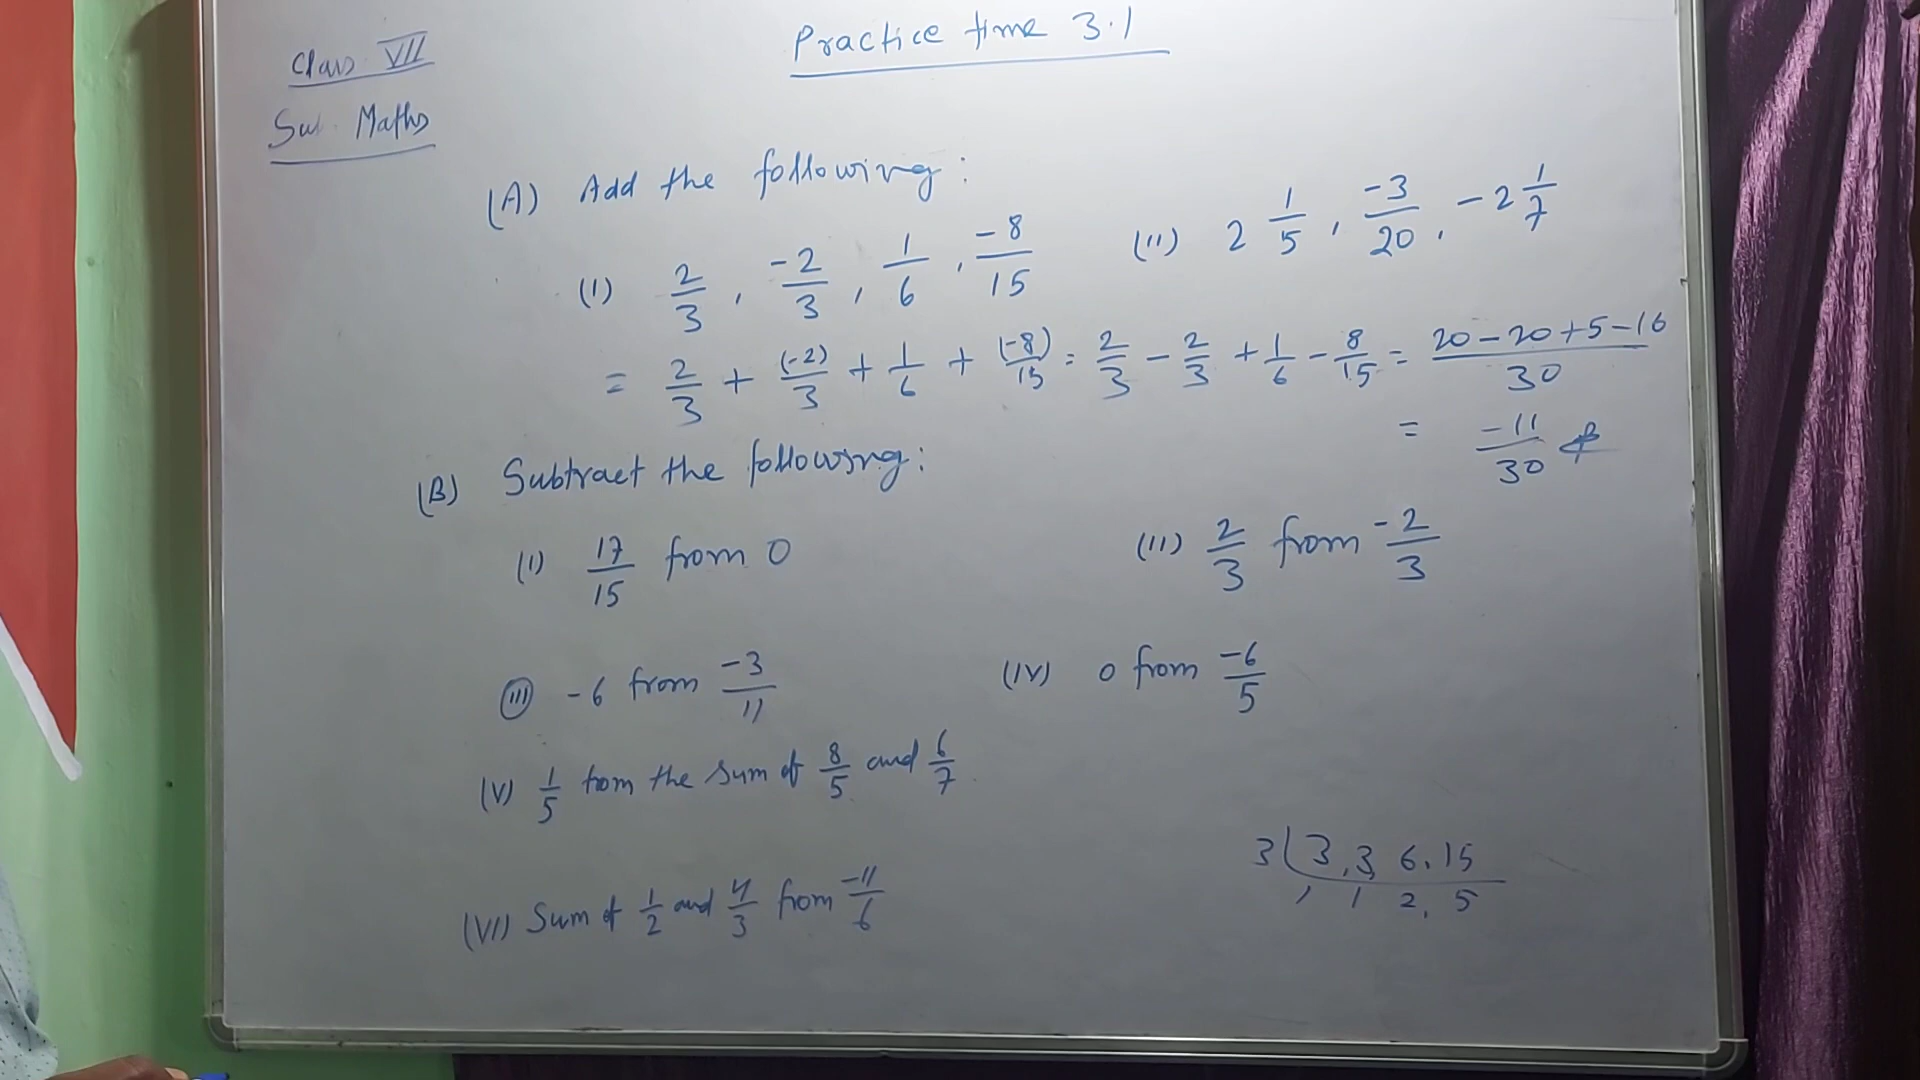 Class VII
Practice time 3.1
Sub. Maths
(A) Add the following:
(i) 2/3, -2/3, 1/6, -8/15 (ii) 2 1/5, -3/20, -2 1/7
= 2/3 + (-2)/3 + 1/6 + (-8)/15 = 2/3 - 2/3 + 1/6 - 8/15 = 20-20+5-16/30
= -11/30
(B) Subtract the following:
(i) 17/15 from 0 (ii) 2/3 from -2/3
(iii) -6 from -3/11 (iv) 0 from -6/5
(v) 1/5 from the sum of 8/5 and 6/7
(vi) Sum of 1/2 and 4/3 from -11/6
3 3, 3, 6, 15
1 1 2, 5